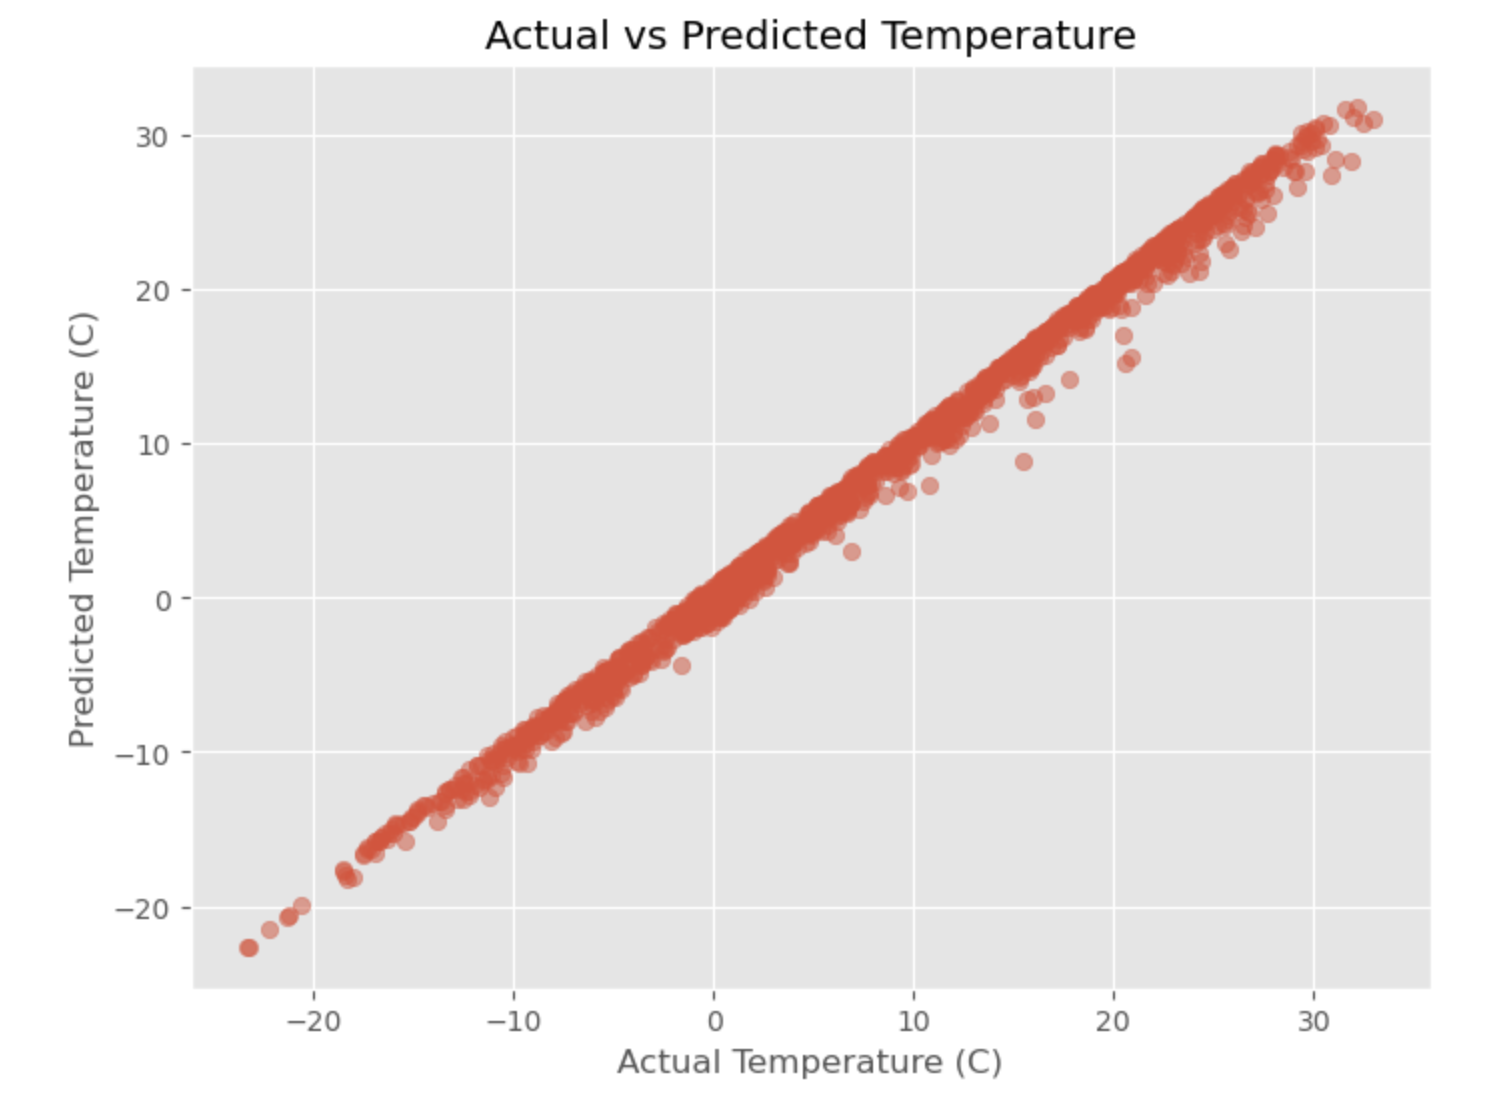 Actual vs Predicted Temperature
30
20
10
0
−10
−20
Predicted Temperature (C)
−20 −10 0 10 20 30
Actual Temperature (C)